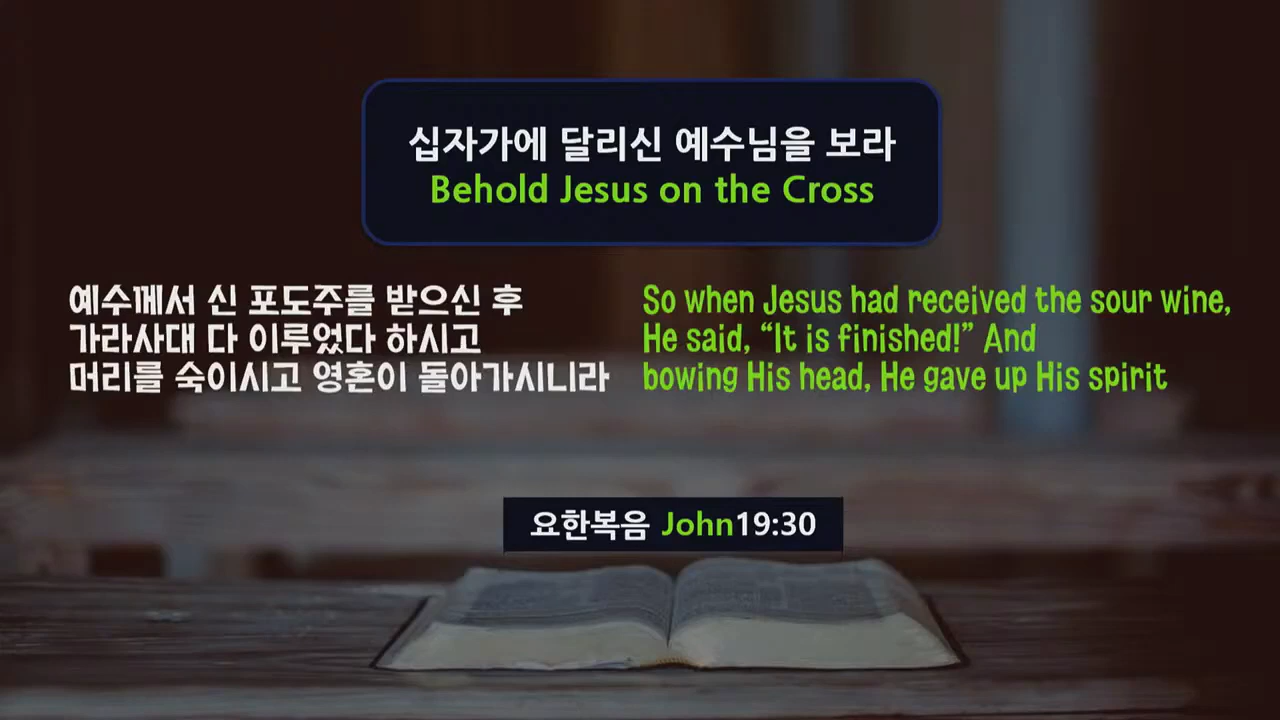 십자가에 달리신 예수님을 보라
Behold Jesus on the Cross
예수께서 신 포도주를 받으신 후
가라사대 다 이루었다 하시고
머리를 숙이시고 영혼이 돌아가시니라
So when Jesus had received the sour wine,
He said, “It is finished!” And
bowing His head, He gave up His spirit
요한복음 John19:30